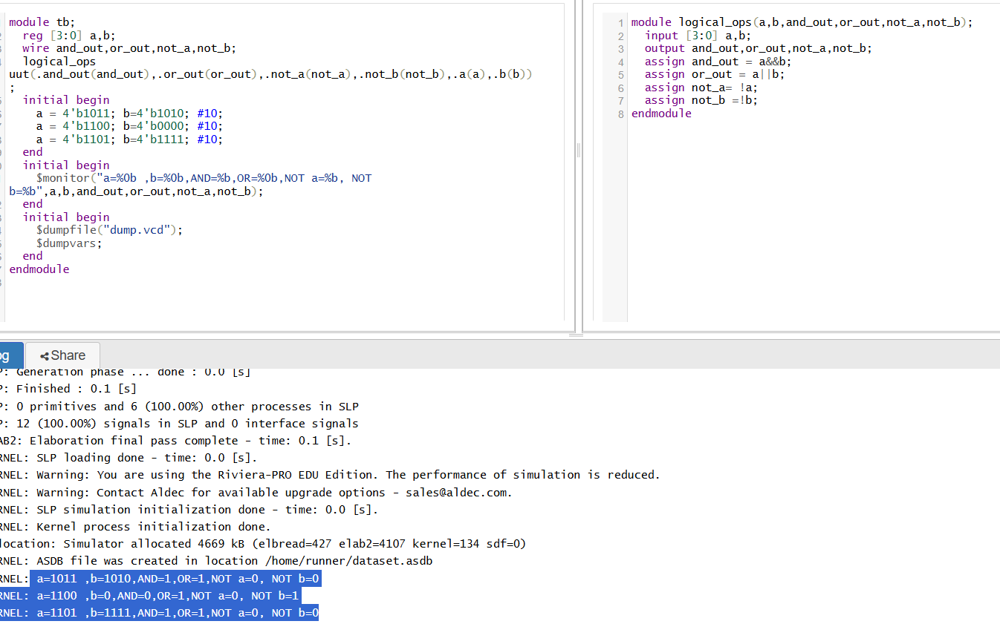 module tb;
reg [3:0] a,b;
wire and_out,or_out,not_a,not_b;
logical_ops
uut(.and_out(and_out),.or_out(or_out),.not_a(not_a),.not_b(not_b),.a(a),.b(b))
;
initial begin
a = 4'b1011; b=4'b1010; #10;
a = 4'b1100; b=4'b0000; #10;
a = 4'b1101; b=4'b1111; #10;
end
initial begin
$monitor("a=%0b ,b=%0b,AND=%b,OR=%0b,NOT a=%b, NOT
b=%b",a,b,and_out,or_out,not_a,not_b);
end
initial begin
$dumpfile("dump.vcd");
$dumpvars;
end
endmodule
1 module logical_ops(a,b,and_out,or_out,not_a,not_b);
2 input [3:0] a,b;
3 output and_out,or_out,not_a,not_b;
4 assign and_out = a&&b;
5 assign or_out = a||b;
6 assign not_a= !a;
7 assign not_b =!b;
8 endmodule
og Share
P: Generation phase ... done : 0.0 [s]
P: Finished : 0.1 [s]
P: 0 primitives and 6 (100.00%) other processes in SLP
P: 12 (100.00%) signals in SLP and 0 interface signals
AB2: Elaboration final pass complete - time: 0.1 [s].
RNEL: SLP loading done - time: 0.0 [s].
RNEL: Warning: You are using the Riviera-PRO EDU Edition. The performance of simulation is reduced.
RNEL: Warning: Contact Aldec for available upgrade options - sales@aldec.com.
RNEL: SLP simulation initialization done - time: 0.0 [s].
RNEL: Kernel process initialization done.
location: Simulator allocated 4669 kB (elbread=427 elab2=4107 kernel=134 sdf=0)
RNEL: ASDB file was created in location /home/runner/dataset.asdb
RNEL: a=1011 ,b=1010,AND=1,OR=1,NOT a=0, NOT b=0
RNEL: a=1100 ,b=0,AND=0,OR=1,NOT a=0, NOT b=1
RNEL: a=1101 ,b=1111,AND=1,OR=1,NOT a=0, NOT b=0